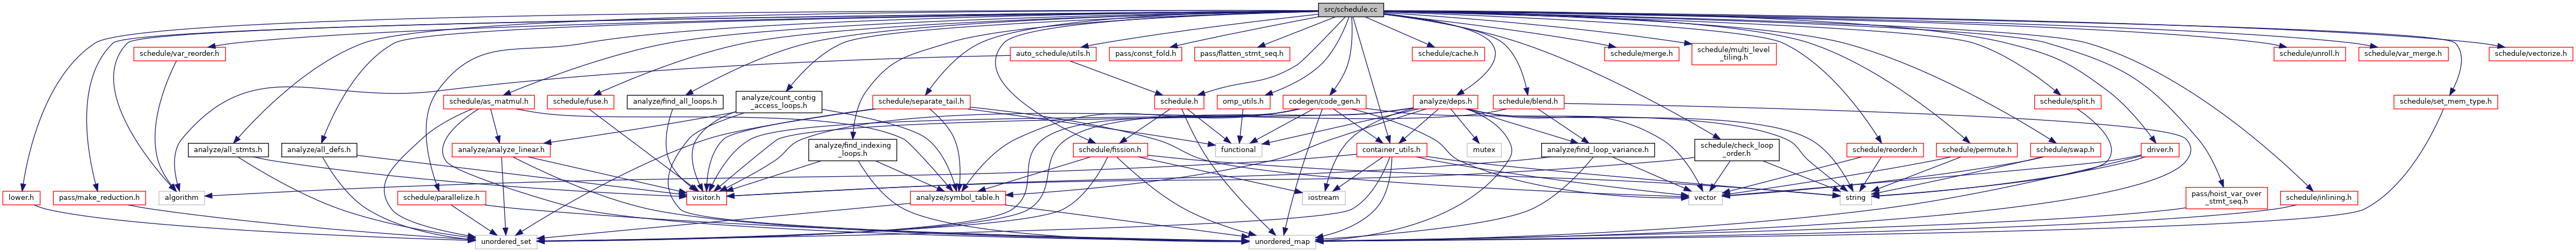 src/schedule.cc
schedule/var_reorder.h
auto_schedule/utils.h
pass/const_fold.h
pass/flatten_stmt_seq.h
schedule/cache.h
schedule/merge.h
schedule/multi_level
_tiling.h
schedule/unroll.h
schedule/var_merge.h
schedule/vectorize.h
schedule/as_matmul.h
schedule/fuse.h
analyze/find_all_loops.h
analyze/count_contig
_access_loops.h
schedule/separate_tail.h
schedule.h
omp_utils.h
codegen/code_gen.h
analyze/deps.h
schedule/blend.h
schedule/split.h
schedule/set_mem_type.h
analyze/all_stmts.h
analyze/all_defs.h
analyze/analyze_linear.h
analyze/find_indexing
_loops.h
schedule/fission.h
functional
container_utils.h
mutex
analyze/find_loop_variance.h
schedule/check_loop
_order.h
schedule/reorder.h
schedule/permute.h
schedule/swap.h
driver.h
lower.h
pass/make_reduction.h
algorithm
schedule/parallelize.h
visitor.h
analyze/symbol_table.h
iostream
vector
string
pass/hoist_var_over
_stmt_seq.h
schedule/inlining.h
unordered_set
unordered_map